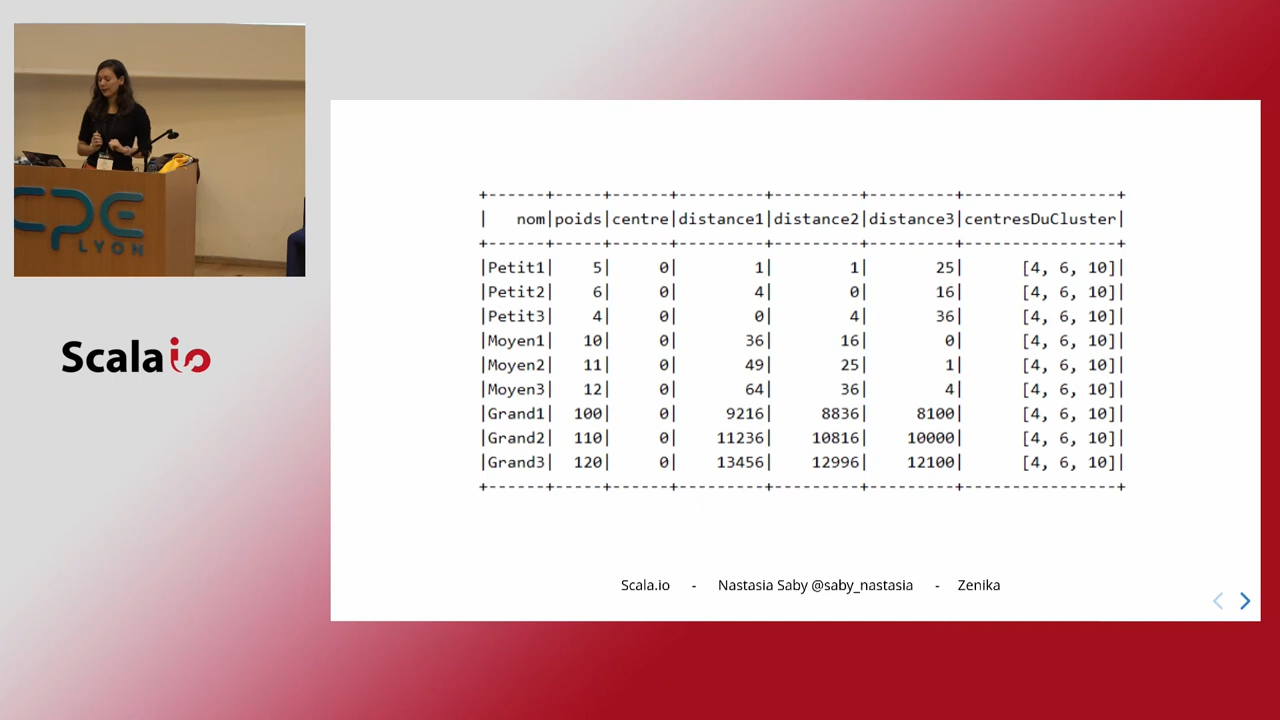 CPE
LYON
Scalaio
+------+-----+------+---------+---------+---------+----------------+
|   nom|poids|centre|distance1|distance2|distance3|centresDuCluster|
+------+-----+------+---------+---------+---------+----------------+
|Petit1|    5|     0|        1|        1|       25|      [4, 6, 10]|
|Petit2|    6|     0|        4|        0|       16|      [4, 6, 10]|
|Petit3|    4|     0|        0|        4|       36|      [4, 6, 10]|
|Moyen1|   10|     0|       36|       16|        0|      [4, 6, 10]|
|Moyen2|   11|     0|       49|       25|        1|      [4, 6, 10]|
|Moyen3|   12|     0|       64|       36|        4|      [4, 6, 10]|
|Grand1|  100|     0|     9216|     8836|     8100|      [4, 6, 10]|
|Grand2|  110|     0|    11236|    10816|    10000|      [4, 6, 10]|
|Grand3|  120|     0|    13456|    12996|    12100|      [4, 6, 10]|
+------+-----+------+---------+---------+---------+----------------+
Scala.io - Nastasia Saby @saby_nastasia - Zenika